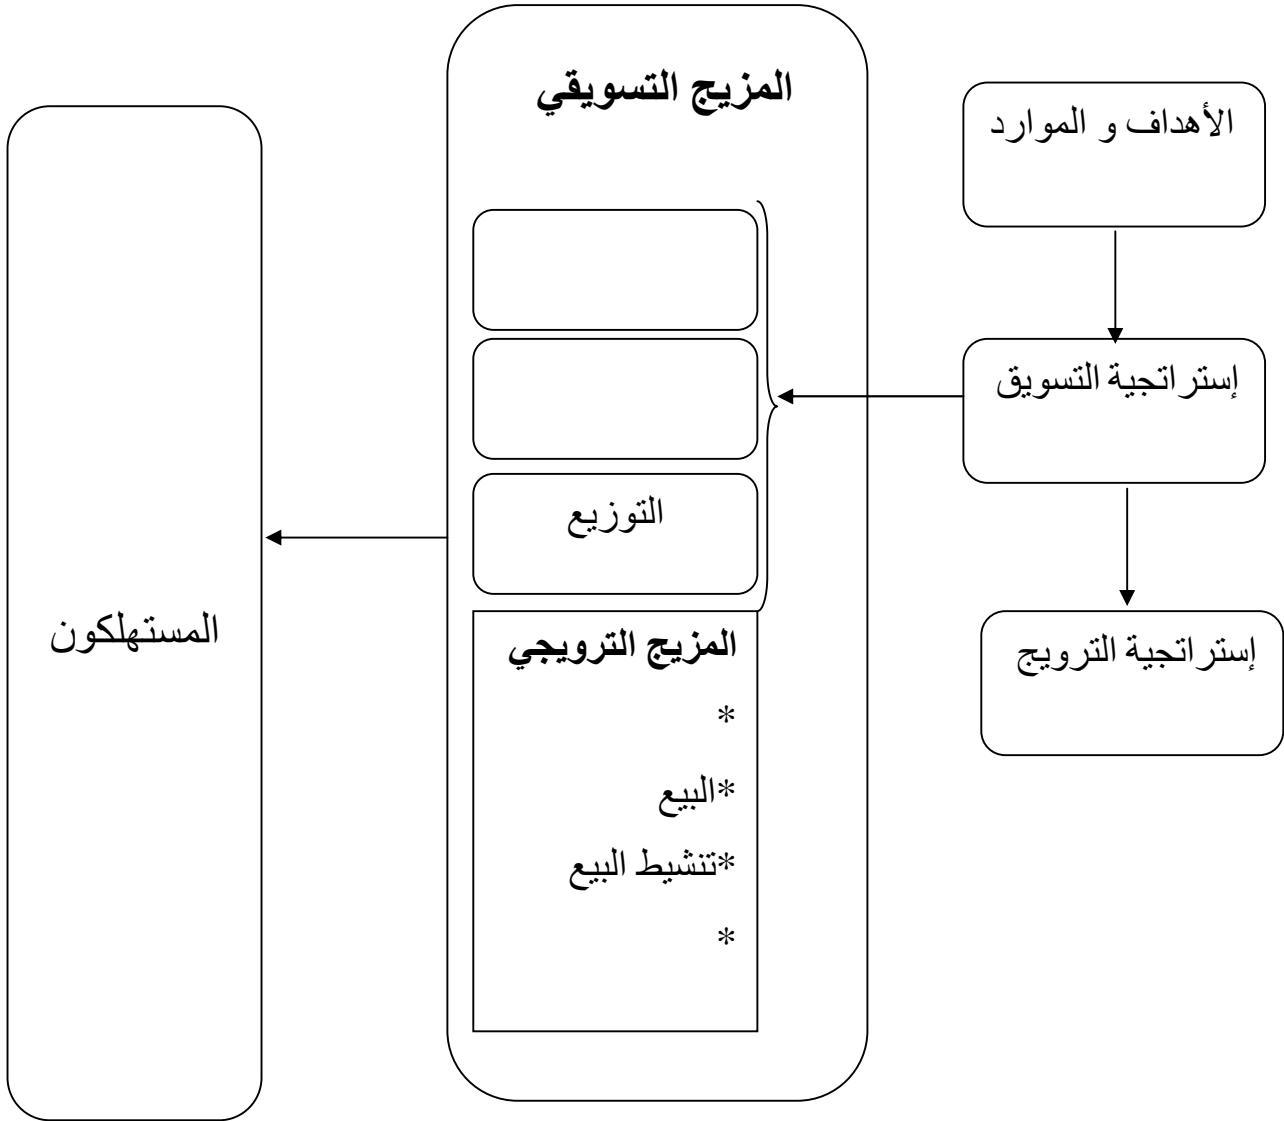 المزيج التسويقي
الأهداف و الموارد
إستراتجية التسويق
التوزيع
المستهلكون
المزيج الترويجي
إستراتجية الترويج
*
*البيع
*تنشيط البيع
*